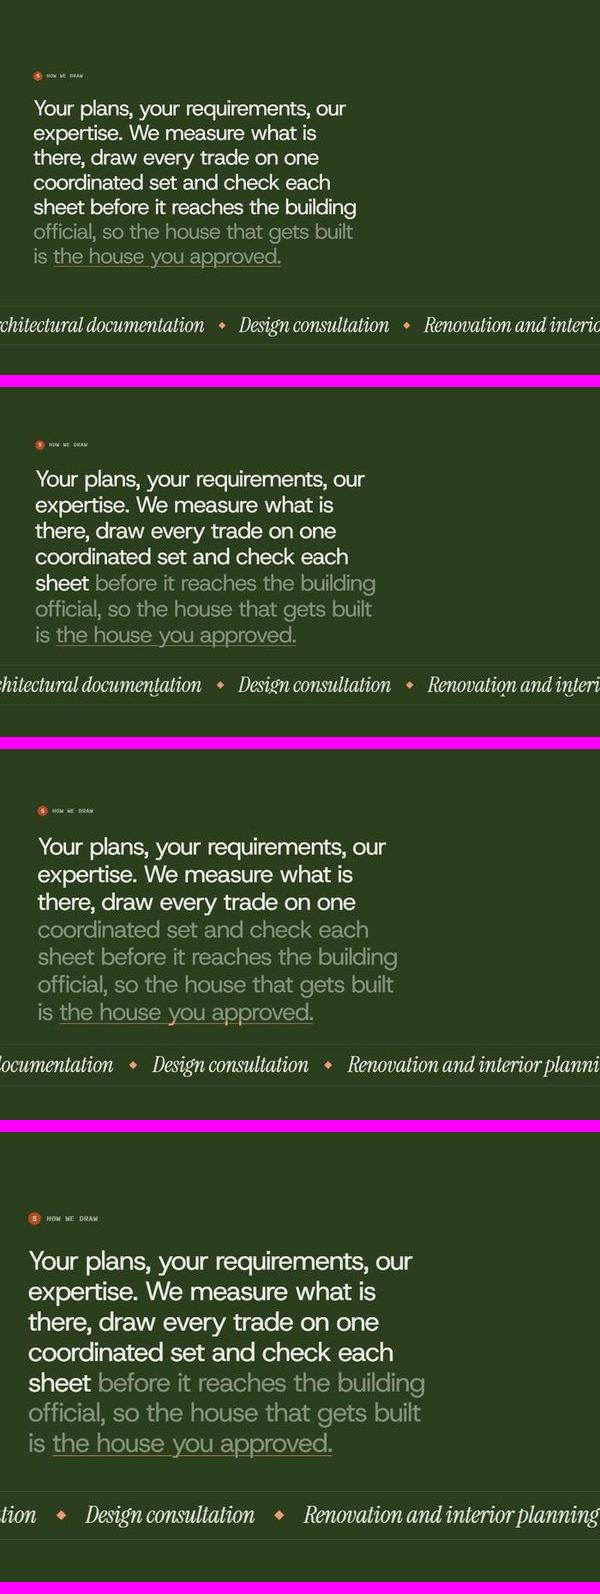 S HOW WE DRAW
Your plans, your requirements, our
expertise. We measure what is
there, draw every trade on one
coordinated set and check each
sheet before it reaches the building
official, so the house that gets built
is the house you approved.
chitectural documentation ◆ Design consultation ◆ Renovation and interio
S HOW WE DRAW
Your plans, your requirements, our
expertise. We measure what is
there, draw every trade on one
coordinated set and check each
sheet before it reaches the building
official, so the house that gets built
is the house you approved.
hitectural documentation ◆ Design consultation ◆ Renovation and interi
S HOW WE DRAW
Your plans, your requirements, our
expertise. We measure what is
there, draw every trade on one
coordinated set and check each
sheet before it reaches the building
official, so the house that gets built
is the house you approved.
documentation ◆ Design consultation ◆ Renovation and interior planni
S HOW WE DRAW
Your plans, your requirements, our
expertise. We measure what is
there, draw every trade on one
coordinated set and check each
sheet before it reaches the building
official, so the house that gets built
is the house you approved.
tion ◆ Design consultation ◆ Renovation and interior planning